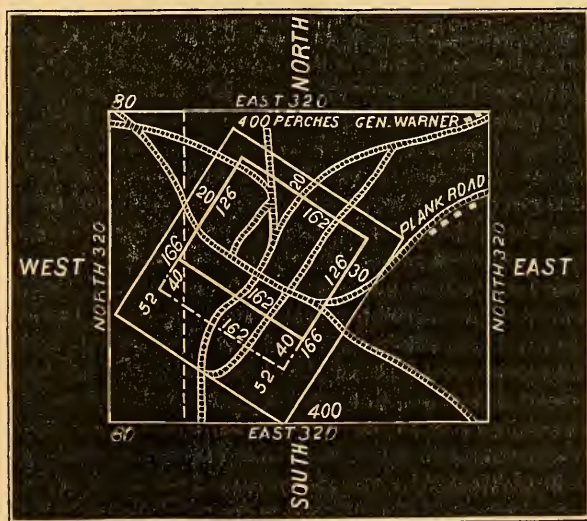 NORTH
80 EAST 320
400 PERCHES GEN. WARNER
20
20
126
162
PLANK ROAD
NORTH 320
WEST
166
126
30
NORTH 320
EAST
40
162
52
162
40
166
52
400
80 EAST 320
SOUTH